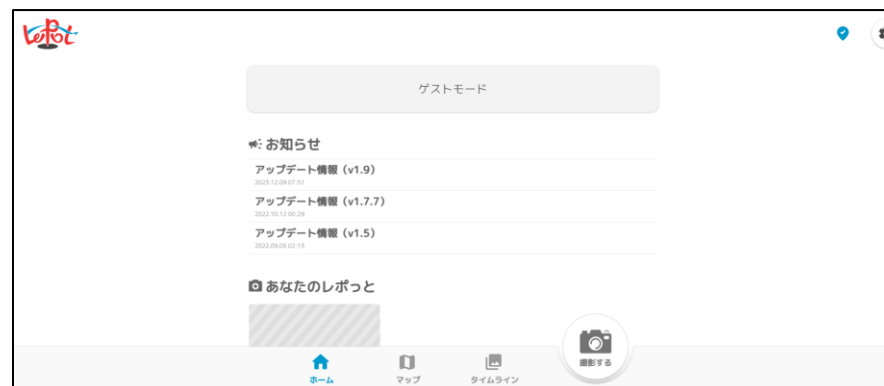 LePot
ゲストモード
お知らせ
アップデート情報（v1.9）
2023.12.08 07:51
アップデート情報（v1.7.7）
2022.10.12 00:29
アップデート情報（v1.5）
2022.09.05 02:13
あなたのレポっと
ホーム
マップ
タイムライン
撮影する